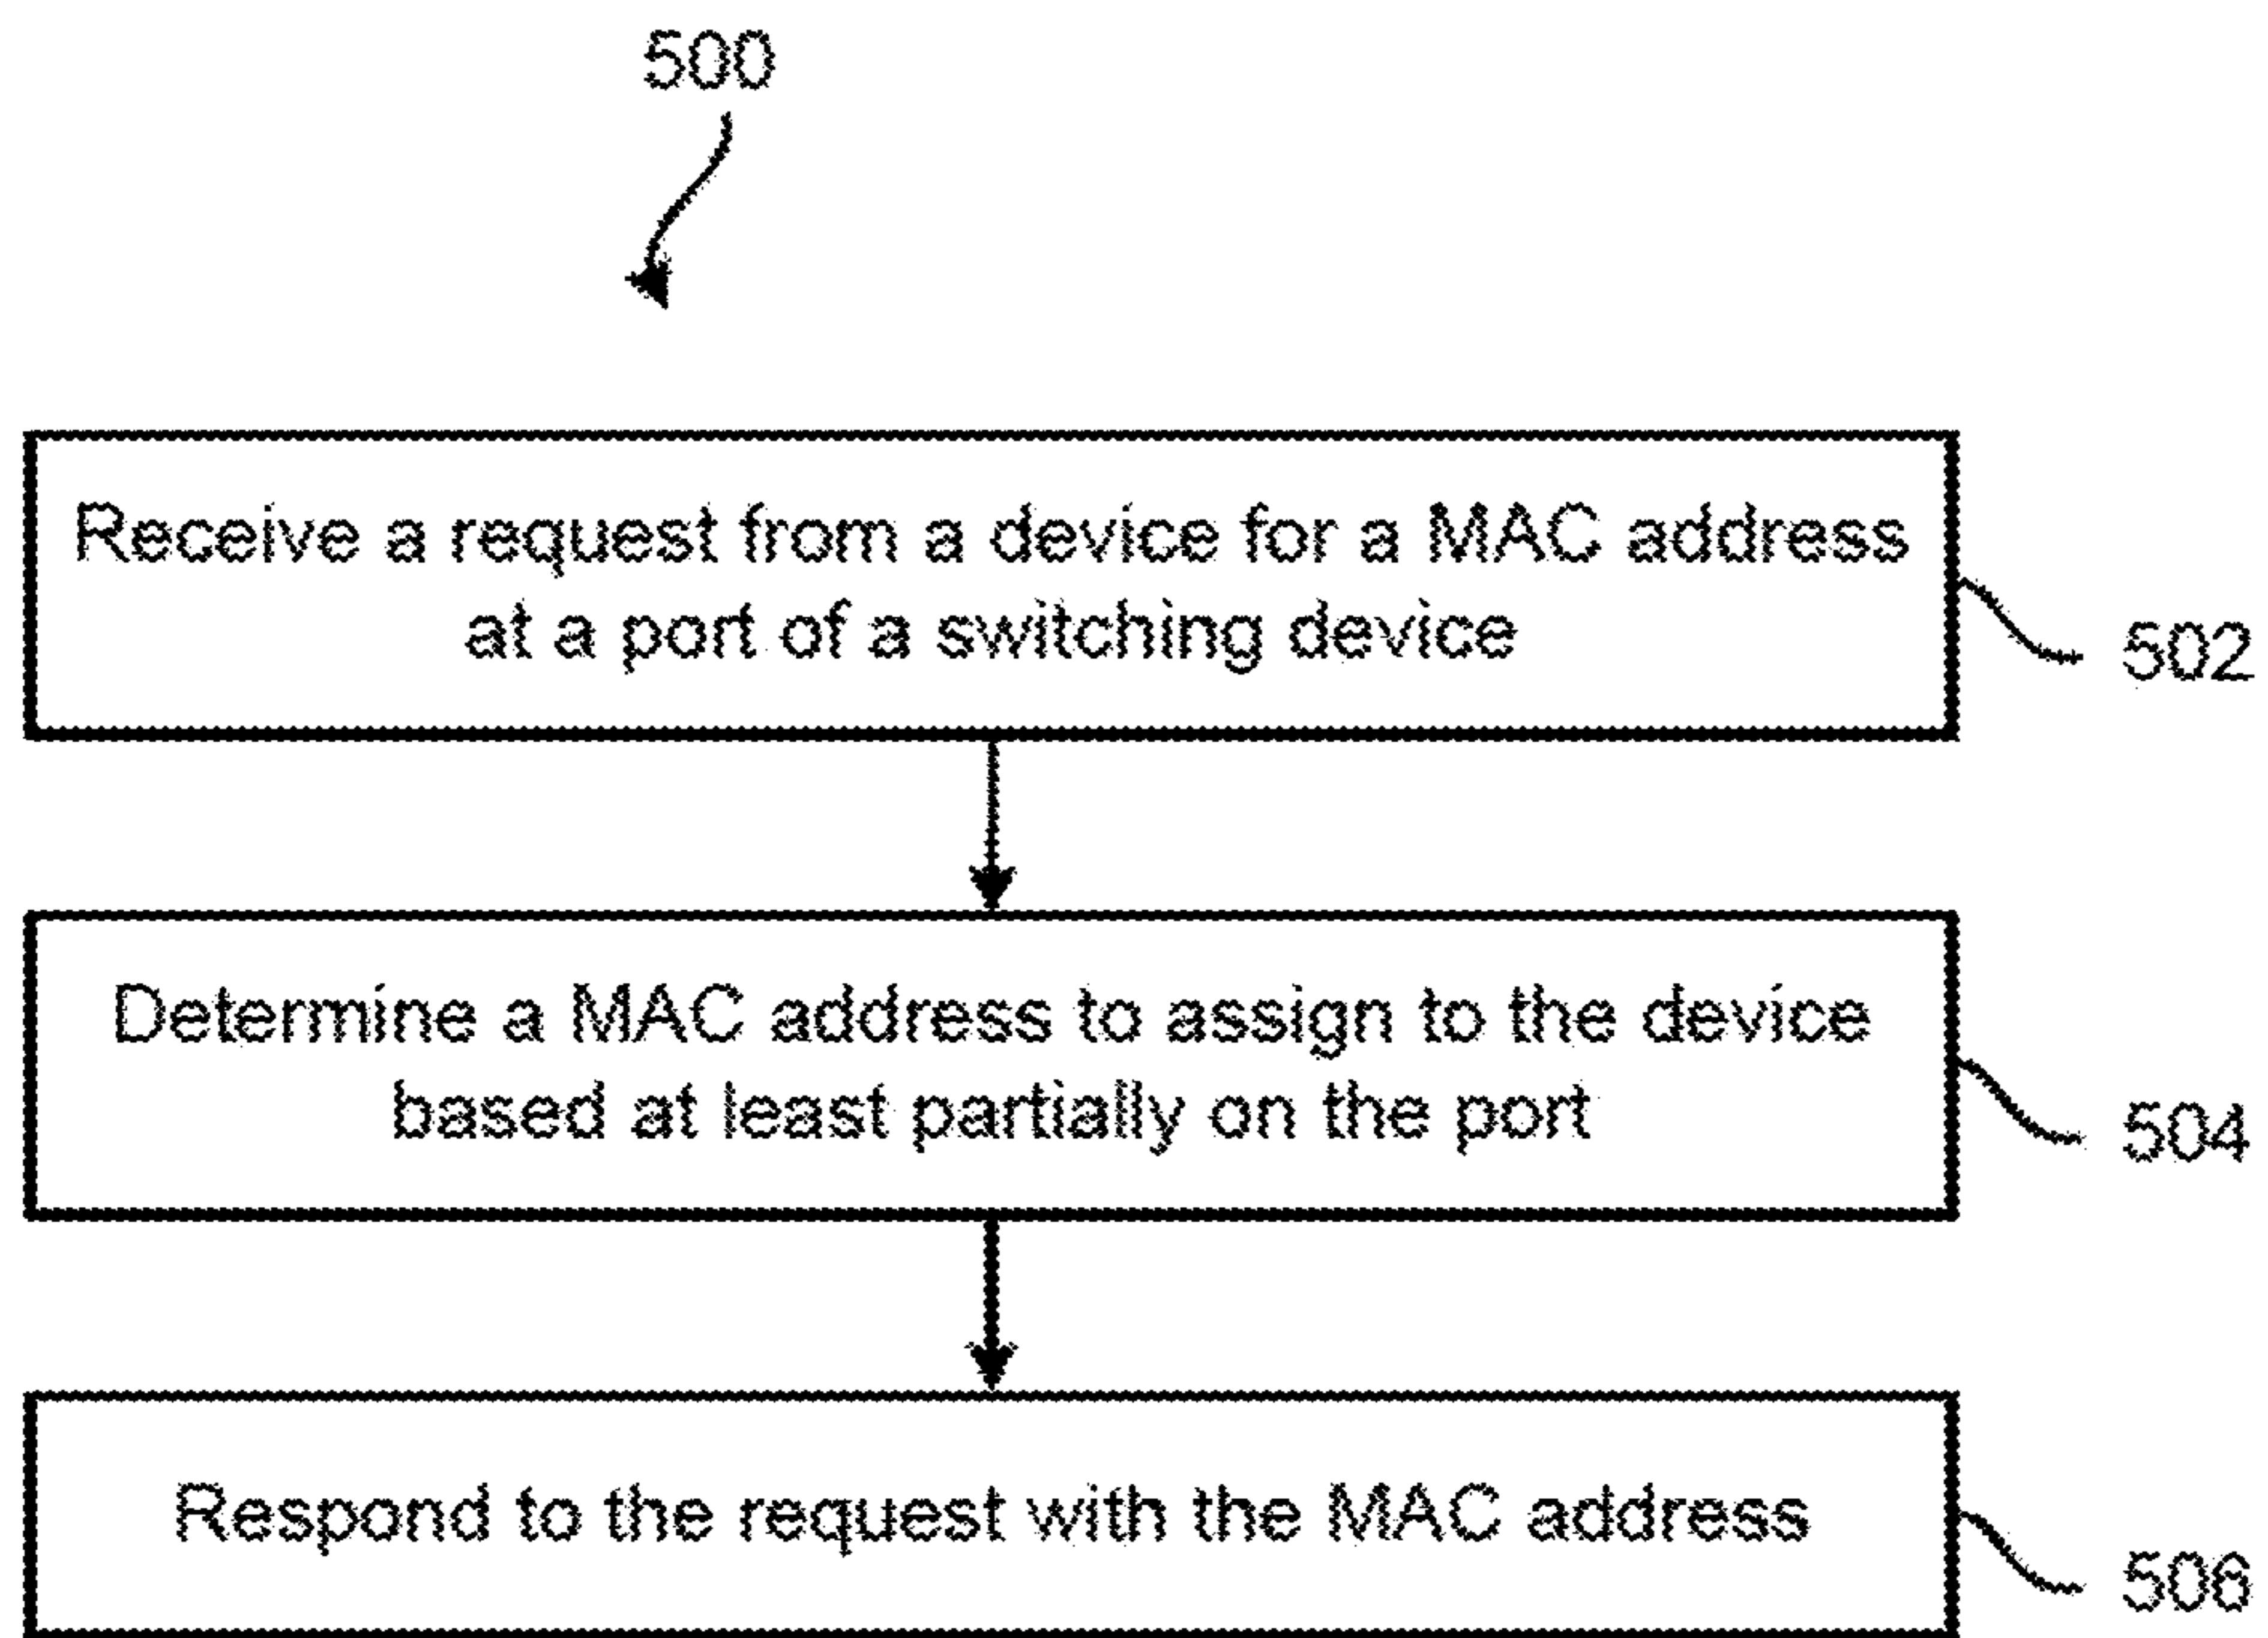 500
Receive a request from a device for a MAC address
at a port of a switching device
502
Determine a MAC address to assign to the device
based at least partially on the port
504
Respond to the request with the MAC address
506